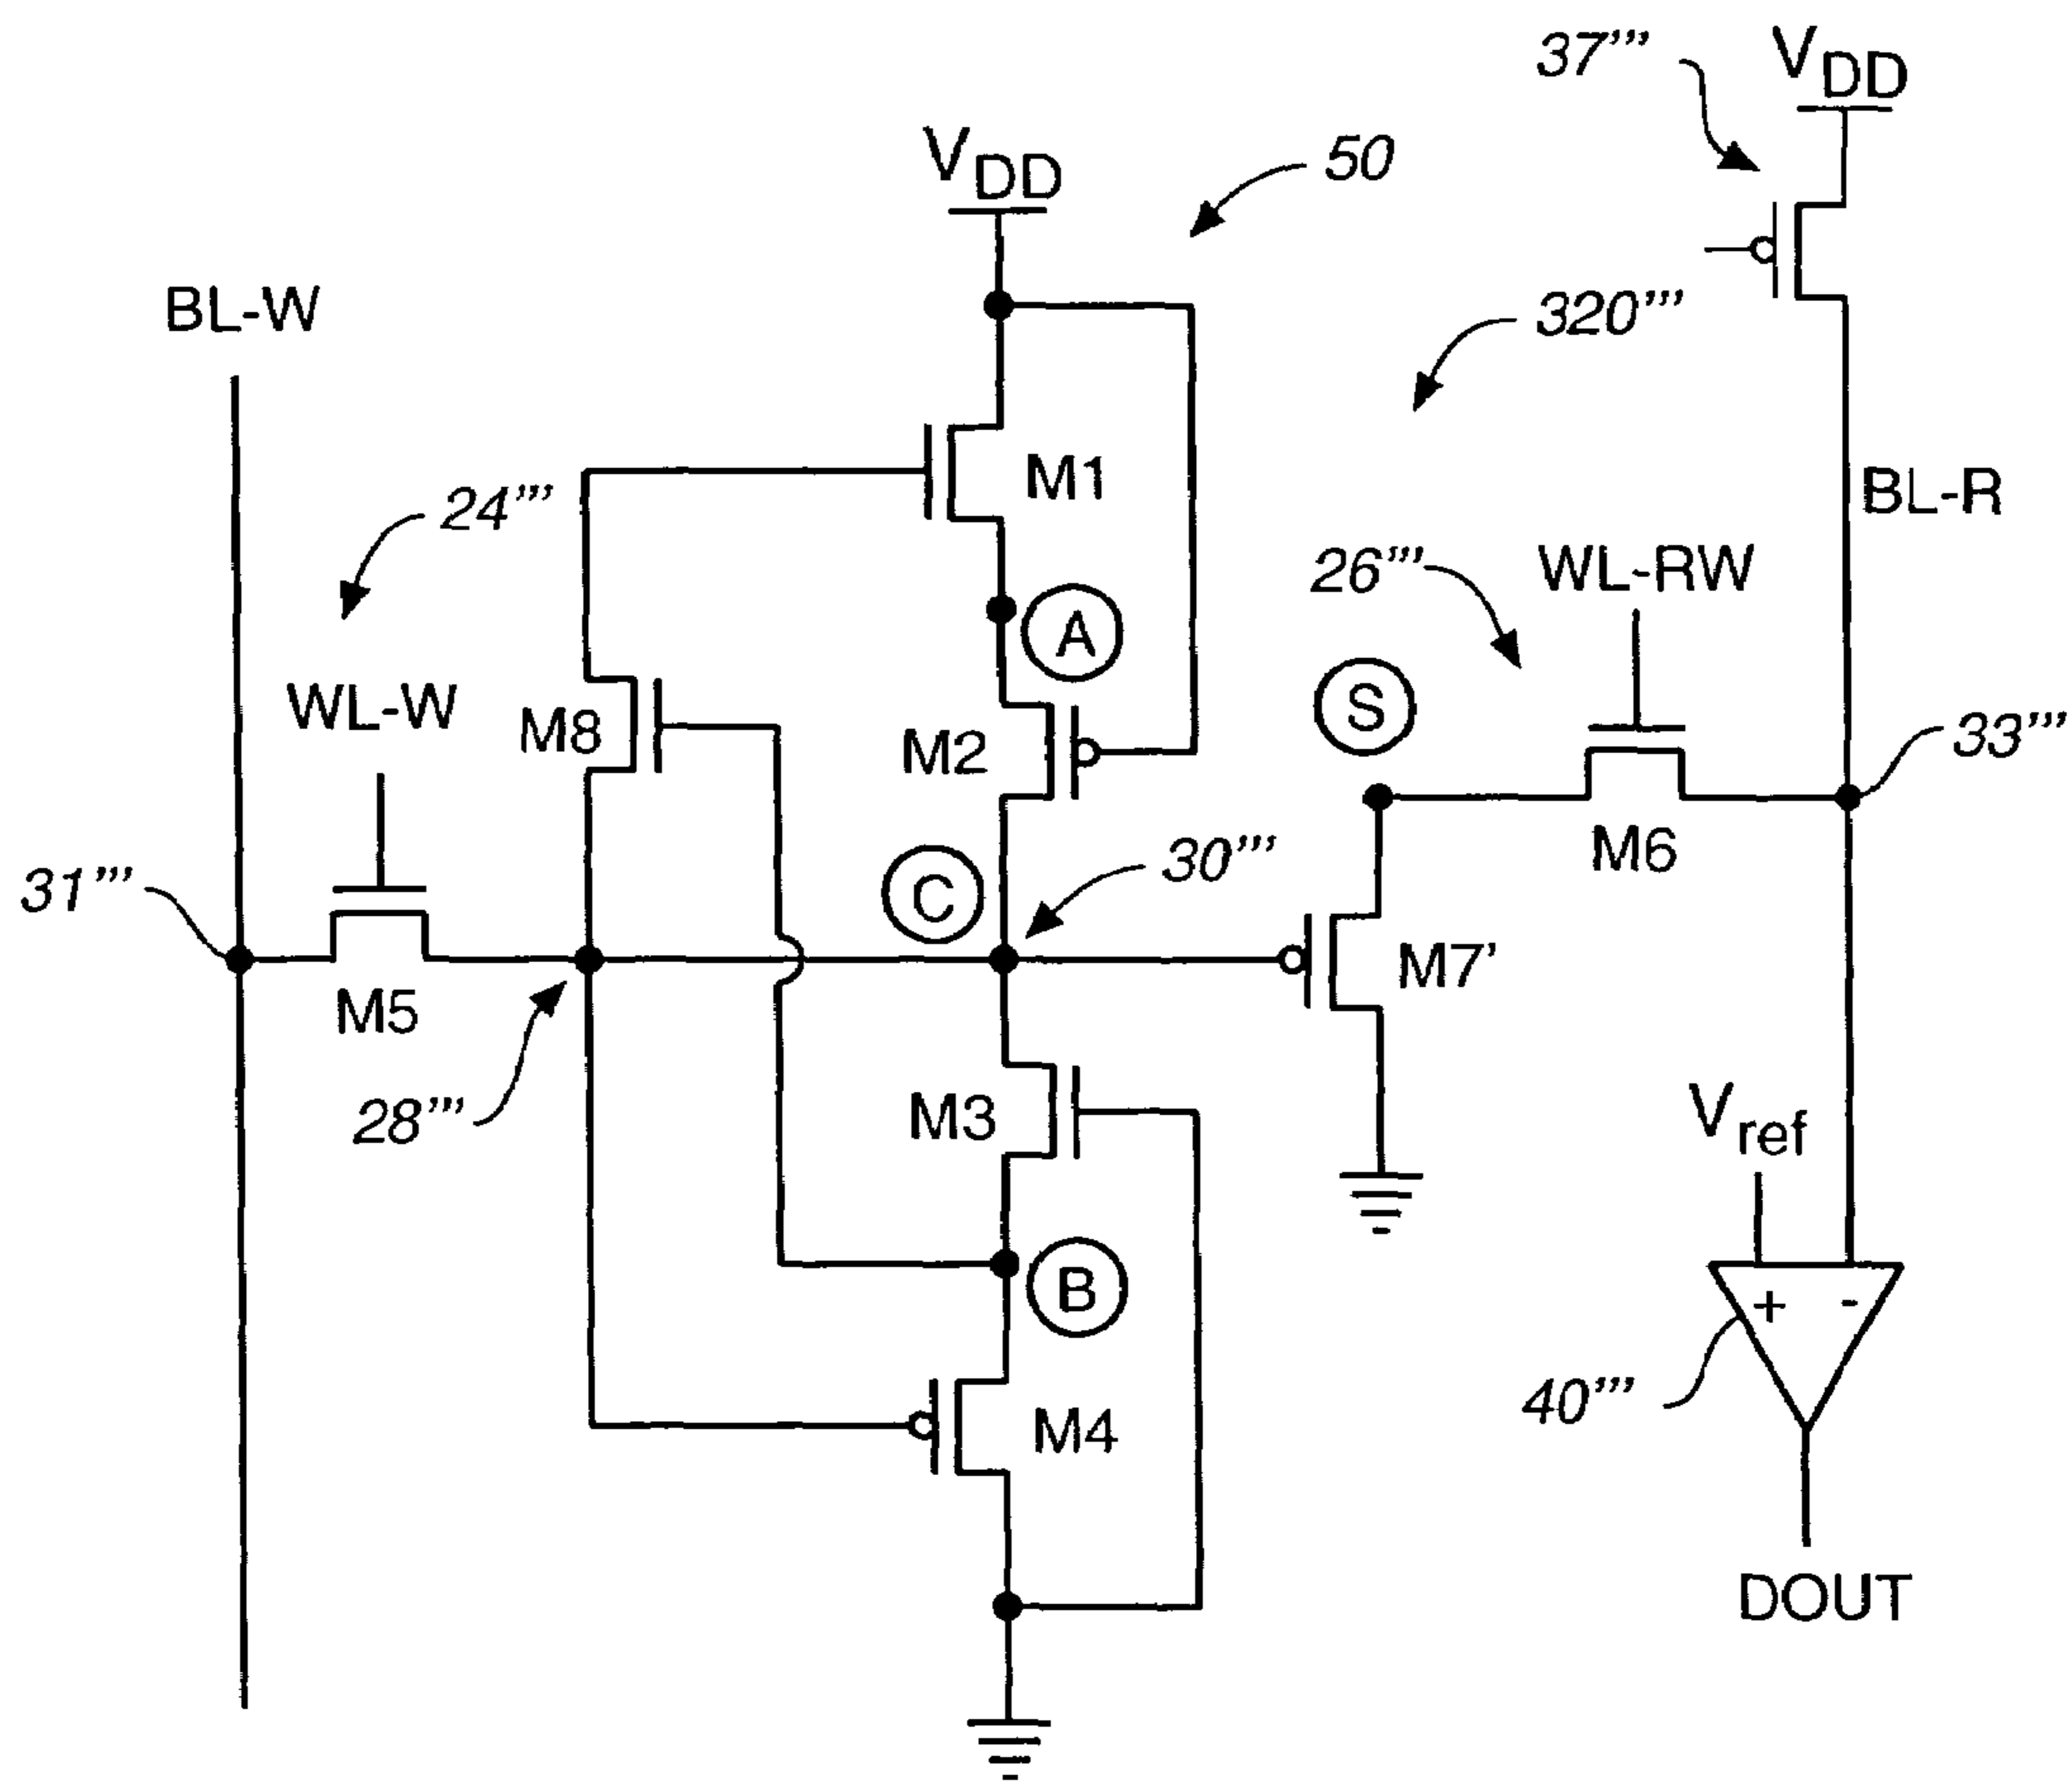 37’’’
VDD
VDD
50
BL-W
320’’’
M1
BL-R
24’’’
26’’’
WL-RW
A
WL-W
M8
M2
S
33’’’
M6
31’’’
C
30’’’
M7’
M5
28’’’
M3
Vref
B
+ -
40’’’
M4
DOUT